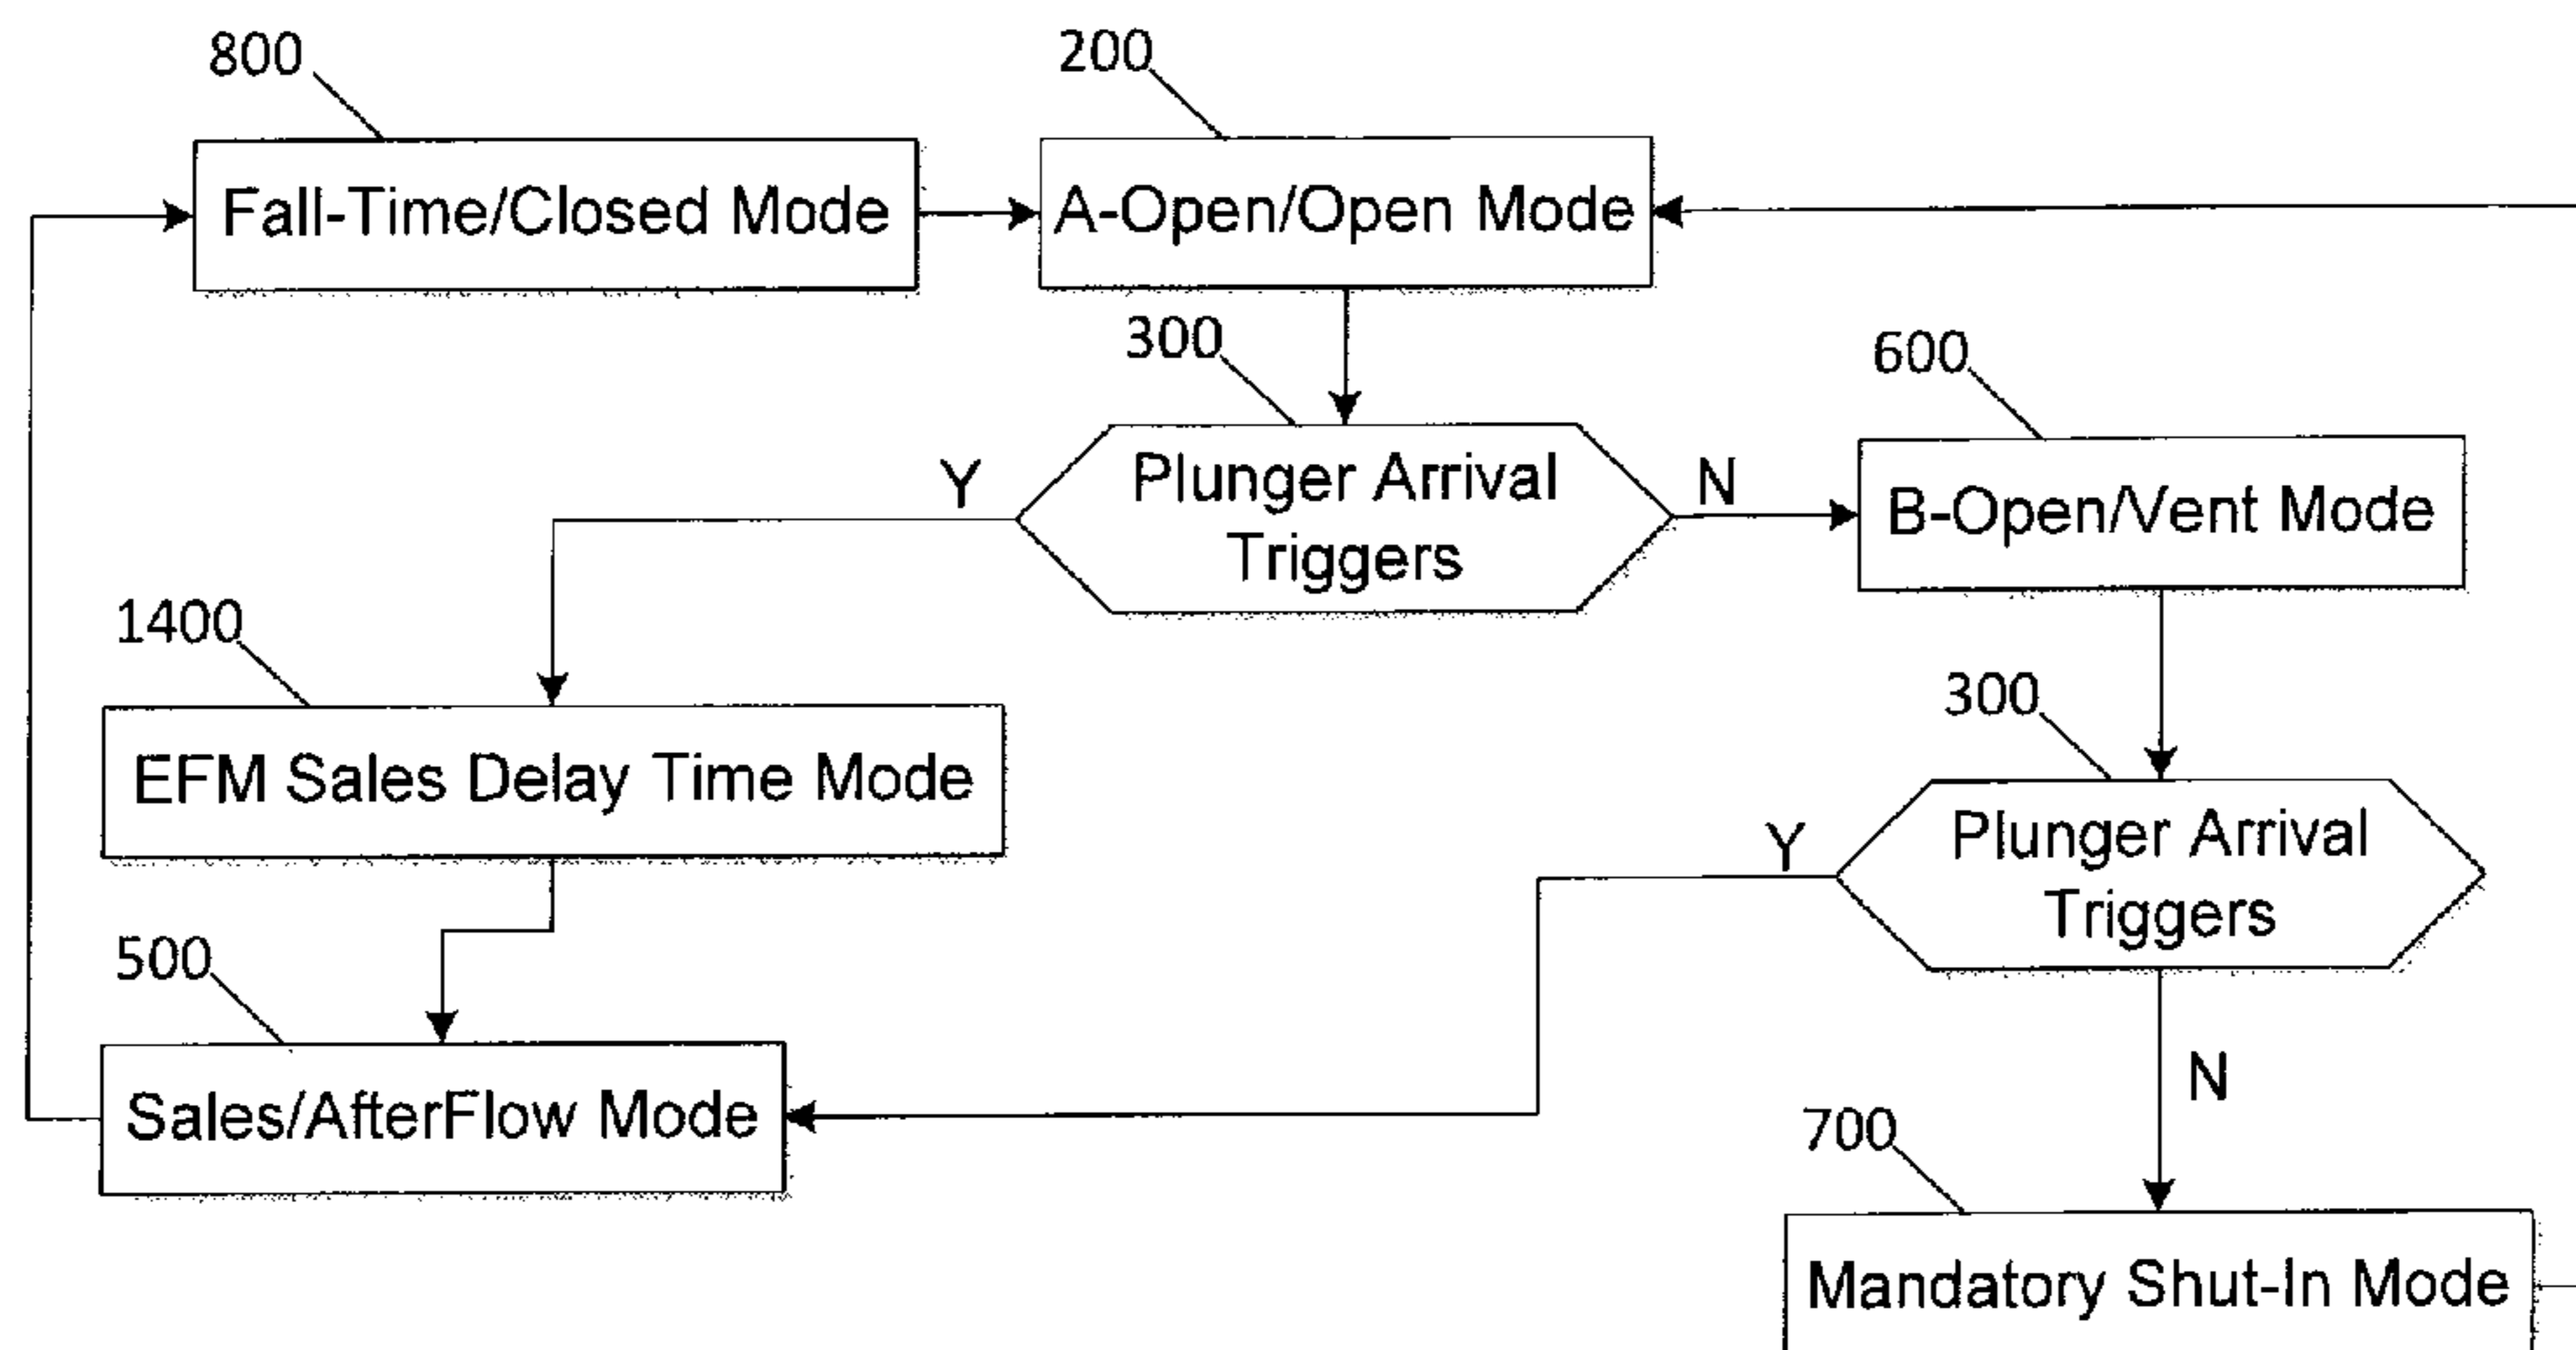 800
200
Fall-Time/Closed Mode
A-Open/Open Mode
300
600
Y
Plunger Arrival
Triggers
N
B-Open/Vent Mode
1400
EFM Sales Delay Time Mode
300
Y
Plunger Arrival
Triggers
500
Sales/AfterFlow Mode
N
700
Mandatory Shut-In Mode